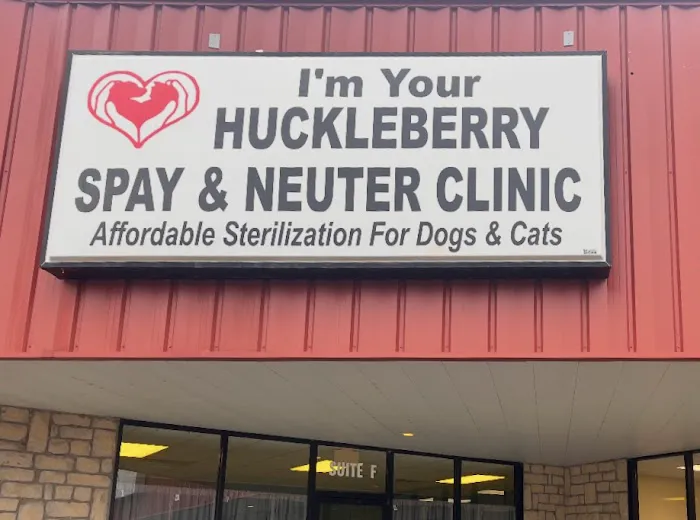 I'm Your
HUCKLEBERRY
SPAY & NEUTER CLINIC
Affordable Sterilization For Dogs & Cats
SUITE F